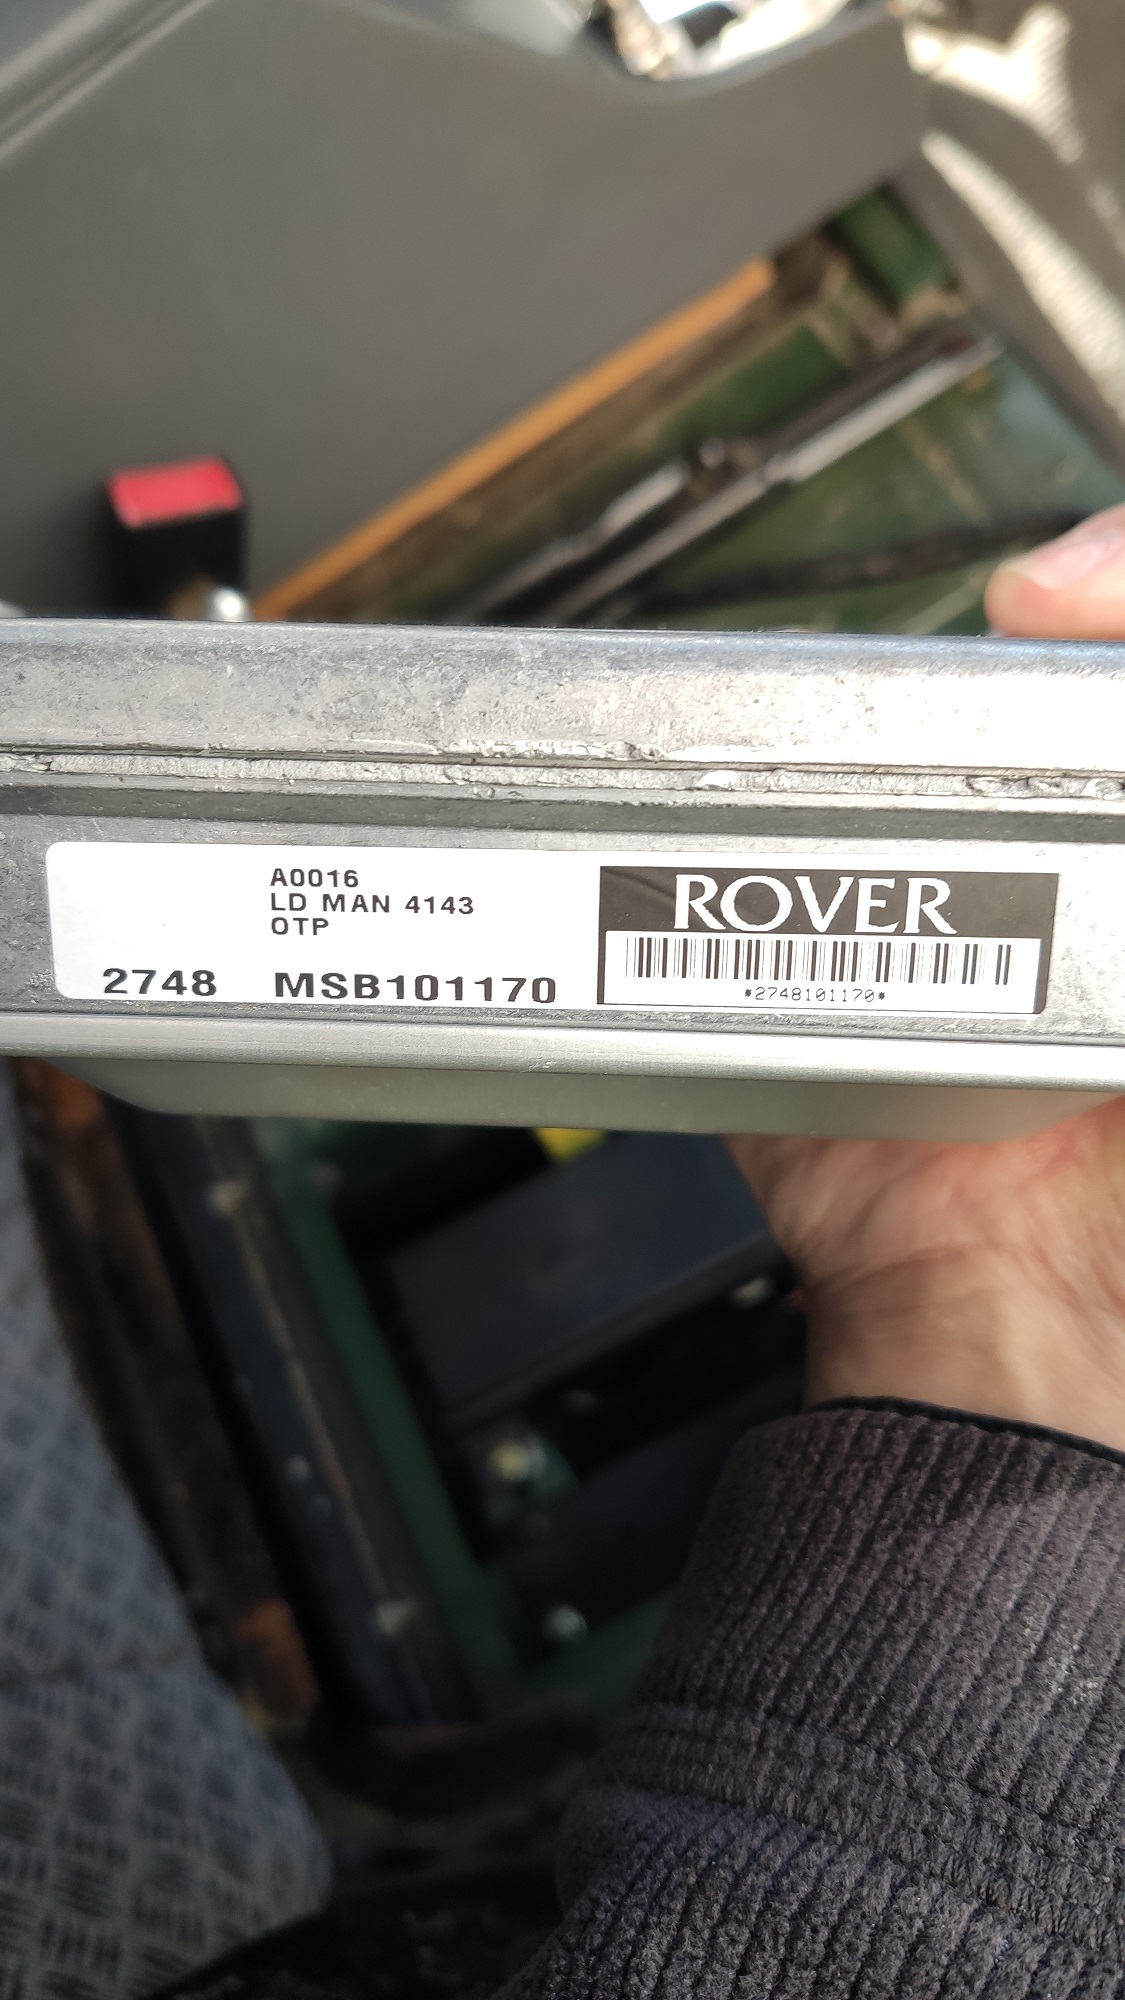 A0016
LD MAN 4143
OTP
2748 MSB101170
ROVER
*2748101170*